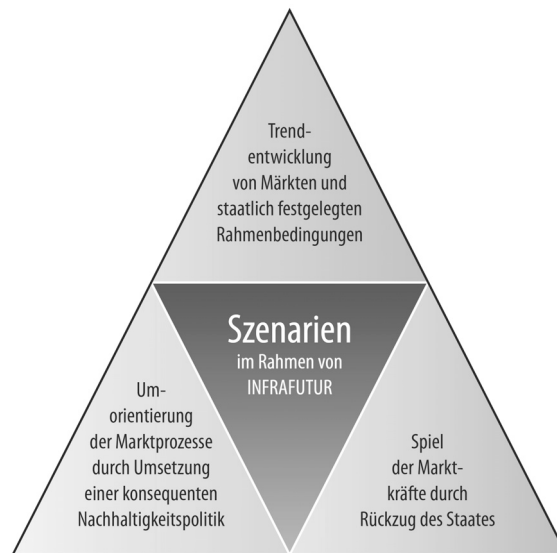 Trend-
entwicklung
von Märkten und
staatlich festgelegten
Rahmenbedingungen
Szenarien
im Rahmen von
INFRAFUTUR
Um-
orientierung
der Marktprozesse
durch Umsetzung
einer konsequenten
Nachhaltigkeitspolitik
Spiel
der Markt-
kräfte durch
Rückzug des Staates